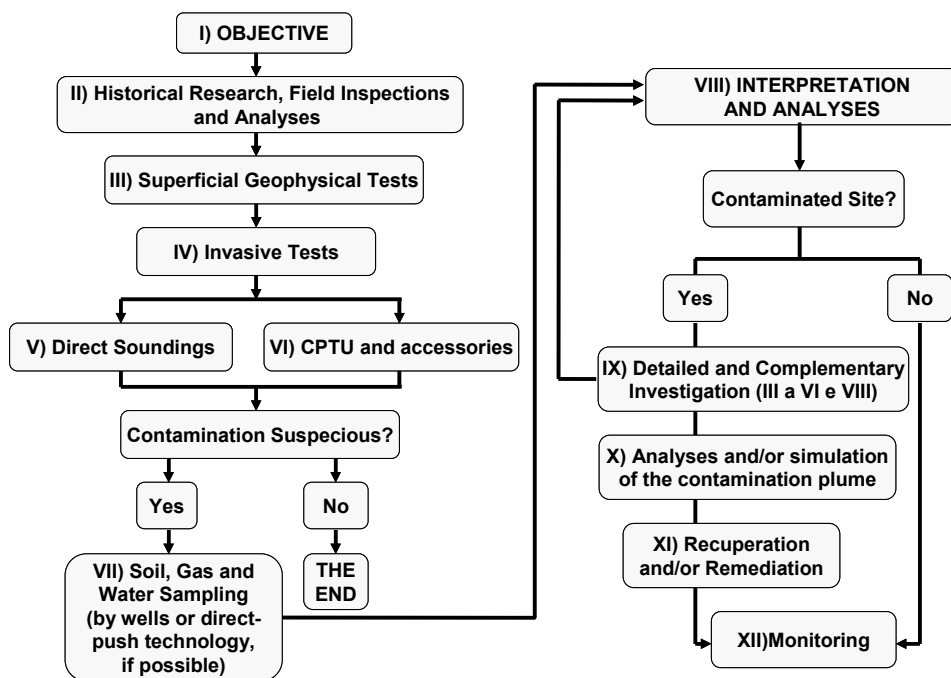 I) OBJECTIVE
II) Historical Research, Field Inspections
and Analyses
III) Superficial Geophysical Tests
IV) Invasive Tests
V) Direct Soundings
VI) CPTU and accessories
Contamination Suspecious?
Yes
No
VII) Soil, Gas and
Water Sampling
(by wells or direct-
push technology,
if possible)
THE
END
VIII) INTERPRETATION
AND ANALYSES
Contaminated Site?
Yes
No
IX) Detailed and Complementary
Investigation (III a VI e VIII)
X) Analyses and/or simulation
of the contamination plume
XI) Recuperation
and/or Remediation
XII)Monitoring